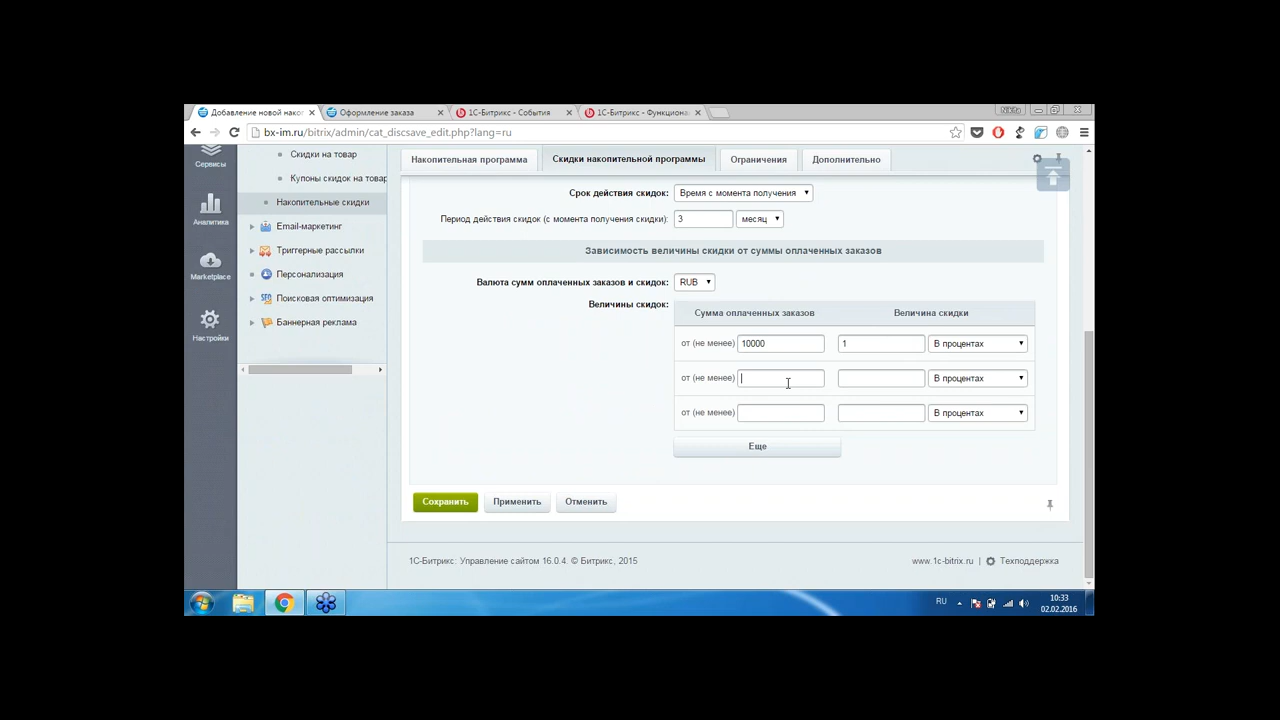 Добавление новой нако
Оформление заказа
1С-Битрикс - События
1С-Битрикс - Функциона
Nikita
bx-im.ru/bitrix/admin/cat_discsave_edit.php?lang=ru
Сервисы
Аналитика
Marketplace
Настройки
Скидки на товар
Купоны скидок на товар
Накопительные скидки
Email-маркетинг
Триггерные рассылки
Персонализация
SEO
Поисковая оптимизация
Баннерная реклама
Накопительная программа
Скидки накопительной программы
Ограничения
Дополнительно
Срок действия скидок: Время с момента получения
Период действия скидок (с момента получения скидки): 3 месяц
Зависимость величины скидки от суммы оплаченных заказов
Валюта сумм оплаченных заказов и скидок: RUB
Величины скидок:
Сумма оплаченных заказов Величина скидки
от (не менее) 10000 1 В процентах
от (не менее) В процентах
от (не менее) В процентах
Еще
Сохранить Применить Отменить
1С-Битрикс: Управление сайтом 16.0.4. © Битрикс, 2015
www.1c-bitrix.ru | Техподдержка
RU
10:33
02.02.2016